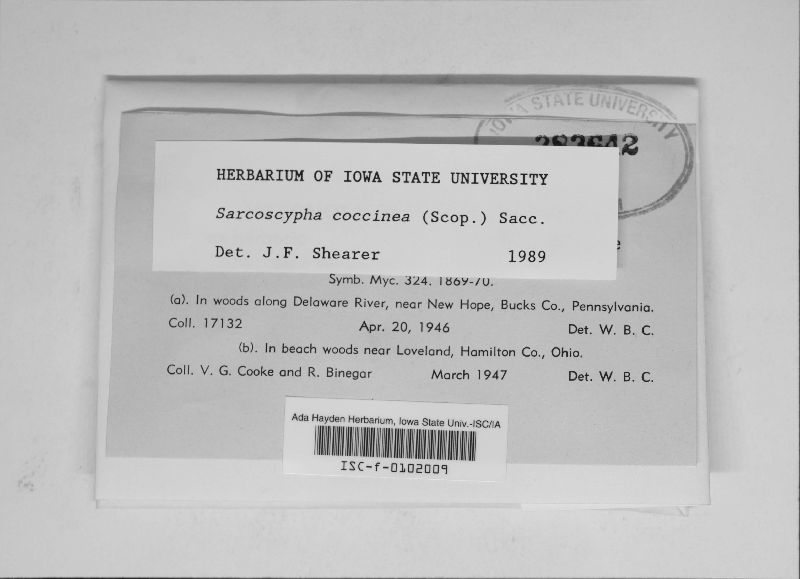 IOWA STATE UNIVERSITY
HERBARIUM OF IOWA STATE UNIVERSITY
Sarcoscypha coccinea (Scop.) Sacc.
Det. J.F. Shearer 1989
Symb. Myc. 324. 1869-70.
(a). In woods along Delaware River, near New Hope, Bucks Co., Pennsylvania.
Coll. 17132 Apr. 20, 1946 Det. W. B. C.
(b). In beach woods near Loveland, Hamilton Co., Ohio.
Coll. V. G. Cooke and R. Binegar March 1947 Det. W. B. C.
Ada Hayden Herbarium, Iowa State Univ.-ISC/IA
ISC-f-0102009